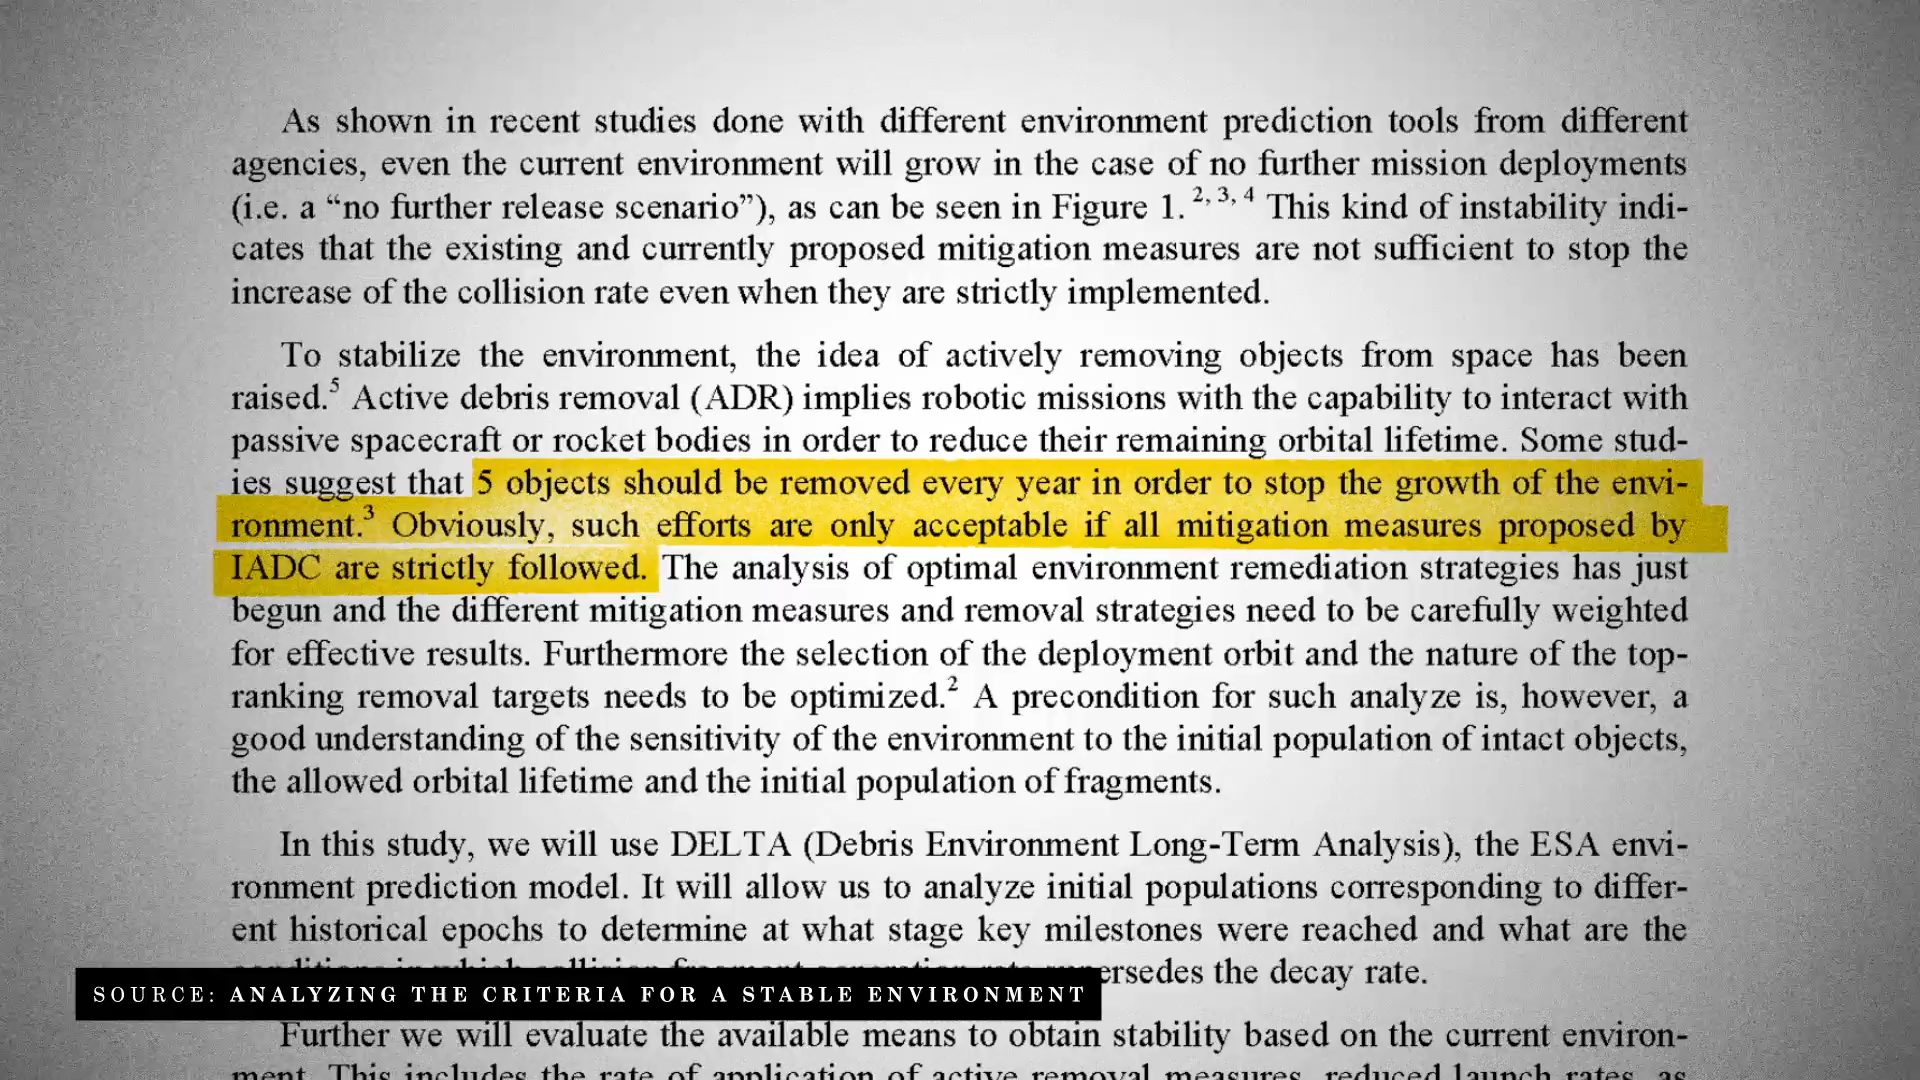 As shown in recent studies done with different environment prediction tools from different
agencies, even the current environment will grow in the case of no further mission deployments
(i.e. a “no further release scenario”), as can be seen in Figure 1. 2, 3, 4 This kind of instability indi-
cates that the existing and currently proposed mitigation measures are not sufficient to stop the
increase of the collision rate even when they are strictly implemented.
To stabilize the environment, the idea of actively removing objects from space has been
raised.5 Active debris removal (ADR) implies robotic missions with the capability to interact with
passive spacecraft or rocket bodies in order to reduce their remaining orbital lifetime. Some stud-
ies suggest that 5 objects should be removed every year in order to stop the growth of the envi-
ronment.3 Obviously, such efforts are only acceptable if all mitigation measures proposed by
IADC are strictly followed. The analysis of optimal environment remediation strategies has just
begun and the different mitigation measures and removal strategies need to be carefully weighted
for effective results. Furthermore the selection of the deployment orbit and the nature of the top-
ranking removal targets needs to be optimized.2 A precondition for such analyze is, however, a
good understanding of the sensitivity of the environment to the initial population of intact objects,
the allowed orbital lifetime and the initial population of fragments.
In this study, we will use DELTA (Debris Environment Long-Term Analysis), the ESA envi-
ronment prediction model. It will allow us to analyze initial populations corresponding to differ-
ent historical epochs to determine at what stage key milestones were reached and what are the
the decay rate.
SOURCE: ANALYZING THE CRITERIA FOR A STABLE ENVIRONMENT
Further we will evaluate the available means to obtain stability based on the current environ-
ment. This includes the rate of application of active removal measures, reduced launch rates, as